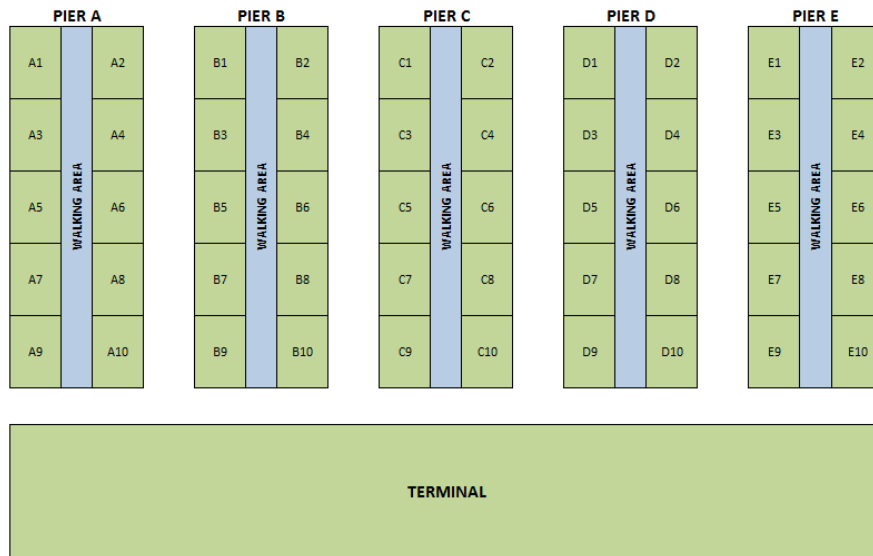 PIER A PIER B PIER C PIER D PIER E
A1 A2 B1 B2 C1 C2 D1 D2 E1 E2
A3 A4 B3 B4 C3 C4 D3 D4 E3 E4
WALKING AREA WALKING AREA WALKING AREA WALKING AREA WALKING AREA
A5 A6 B5 B6 C5 C6 D5 D6 E5 E6
A7 A8 B7 B8 C7 C8 D7 D8 E7 E8
A9 A10 B9 B10 C9 C10 D9 D10 E9 E10
TERMINAL